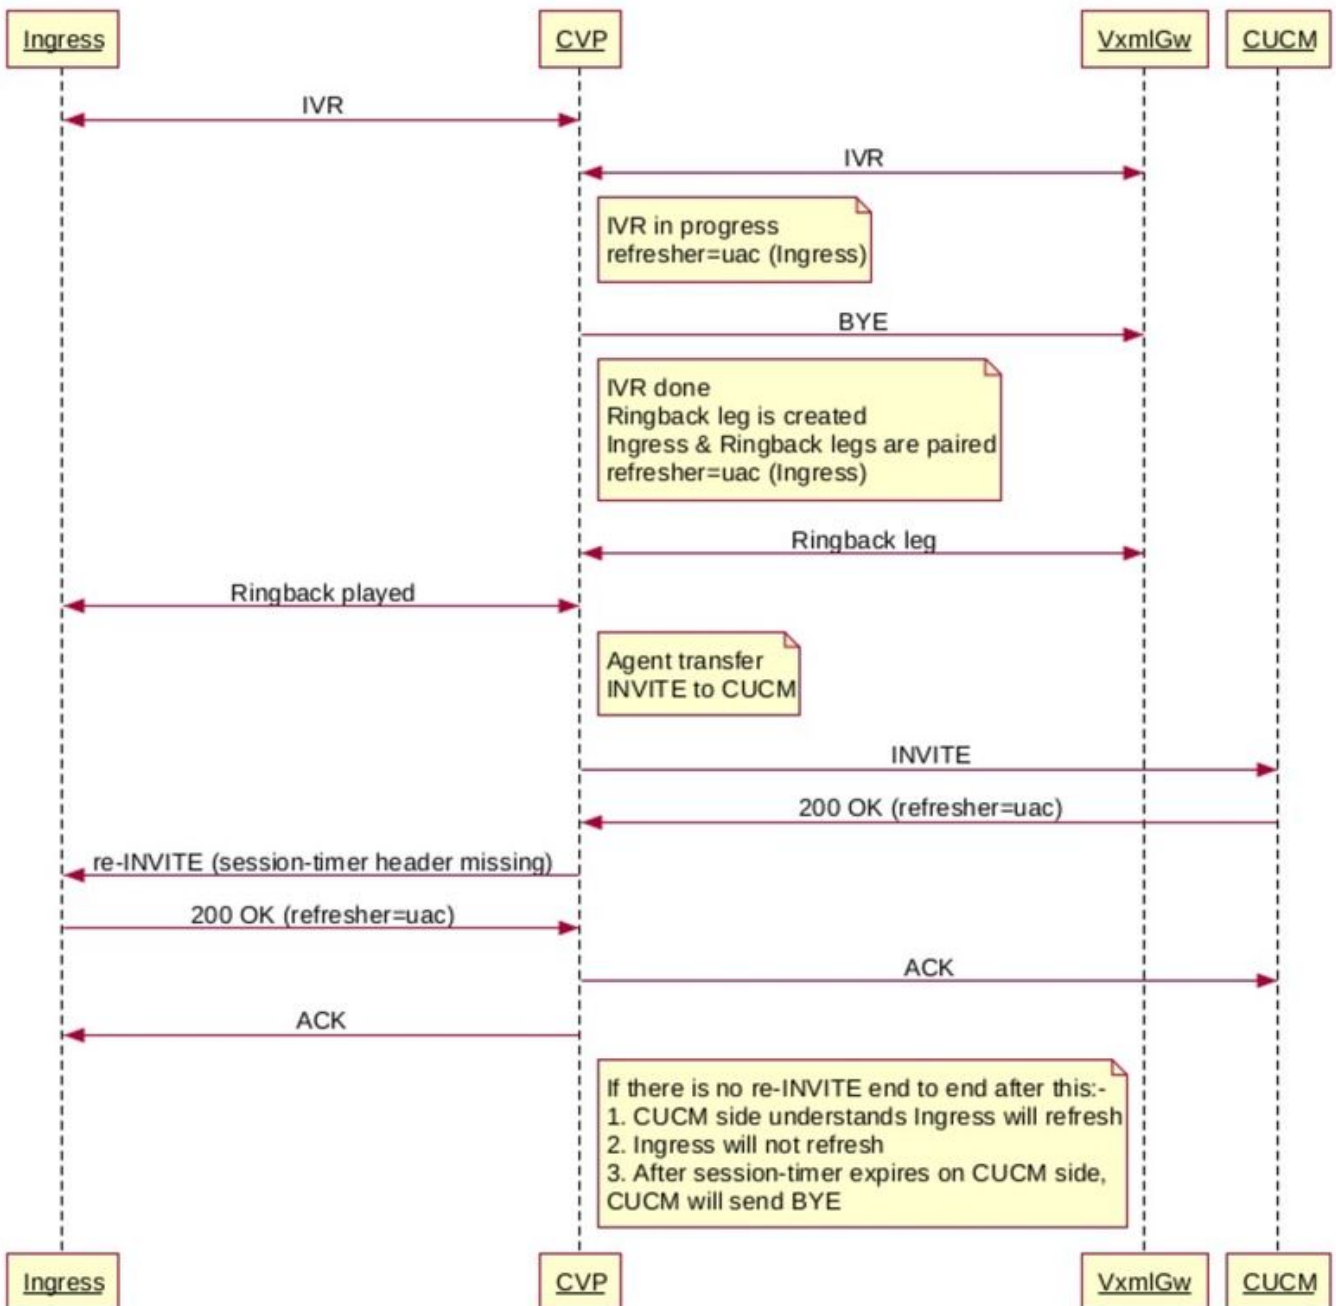 Ingress
CVP
VxmlGw
CUCM
IVR
IVR
IVR in progress
refresher=uac (Ingress)
BYE
IVR done
Ringback leg is created
Ingress & Ringback legs are paired
refresher=uac (Ingress)
Ringback leg
Ringback played
Agent transfer
INVITE to CUCM
INVITE
200 OK (refresher=uac)
re-INVITE (session-timer header missing)
200 OK (refresher=uac)
ACK
ACK
If there is no re-INVITE end to end after this:-
1. CUCM side understands Ingress will refresh
2. Ingress will not refresh
3. After session-timer expires on CUCM side,
CUCM will send BYE
Ingress
CVP
VxmlGw
CUCM